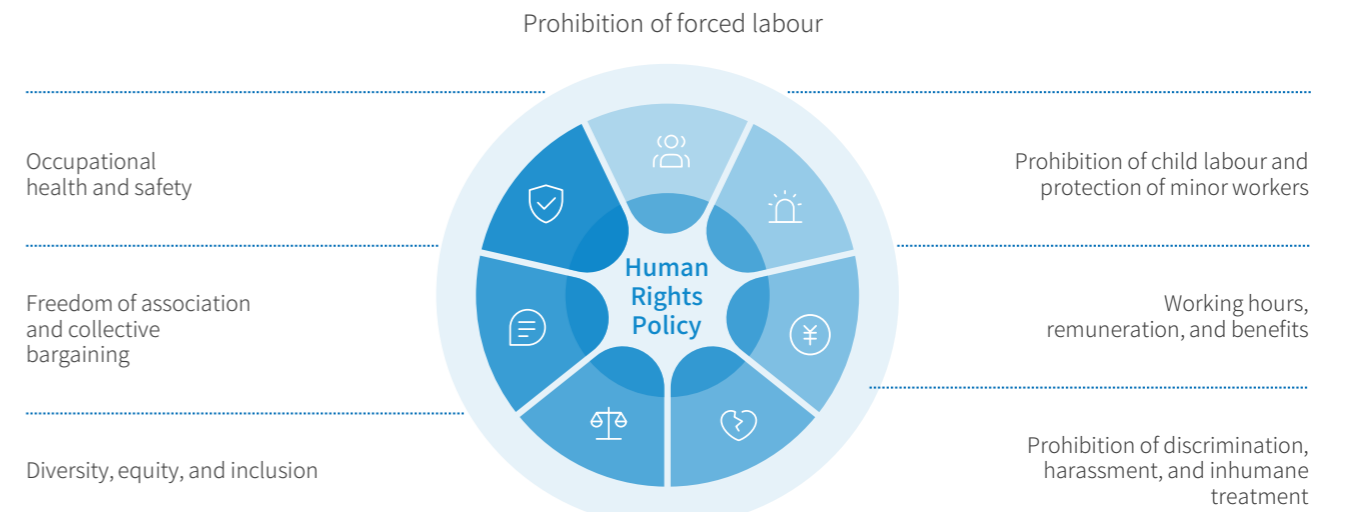 Prohibition of forced labour
Occupational
health and safety
Freedom of association
and collective
bargaining
Diversity, equity, and inclusion
Human
Rights
Policy
Prohibition of child labour and
protection of minor workers
Working hours,
remuneration, and benefits
Prohibition of discrimination,
harassment, and inhumane
treatment